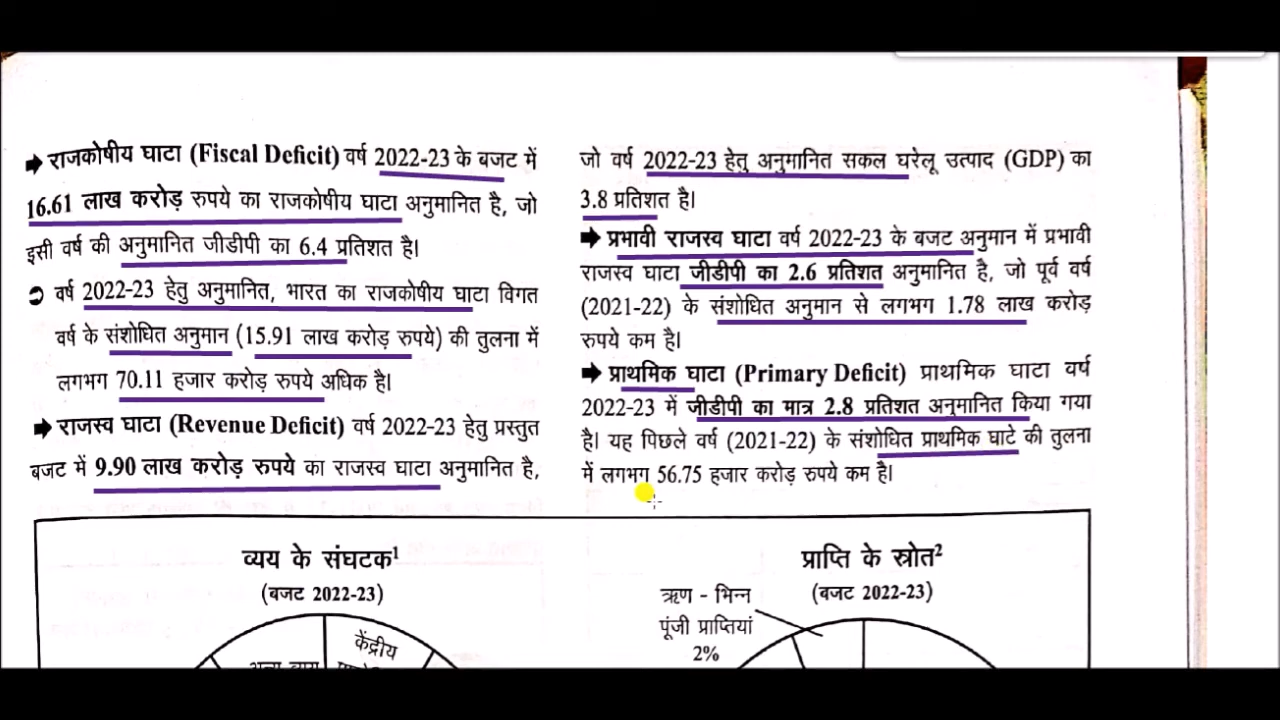 ➡ राजकोषीय घाटा (Fiscal Deficit) वर्ष 2022-23 के बजट में
16.61 लाख करोड़ रुपये का राजकोषीय घाटा अनुमानित है, जो
इसी वर्ष की अनुमानित जीडीपी का 6.4 प्रतिशत है।
➲ वर्ष 2022-23 हेतु अनुमानित, भारत का राजकोषीय घाटा विगत
वर्ष के संशोधित अनुमान (15.91 लाख करोड़ रुपये) की तुलना में
लगभग 70.11 हजार करोड़ रुपये अधिक है।
➡ राजस्व घाटा (Revenue Deficit) वर्ष 2022-23 हेतु प्रस्तुत
बजट में 9.90 लाख करोड़ रुपये का राजस्व घाटा अनुमानित है,
जो वर्ष 2022-23 हेतु अनुमानित सकल घरेलू उत्पाद (GDP) का
3.8 प्रतिशत है।
➡ प्रभावी राजस्व घाटा वर्ष 2022-23 के बजट अनुमान में प्रभावी
राजस्व घाटा जीडीपी का 2.6 प्रतिशत अनुमानित है, जो पूर्व वर्ष
(2021-22) के संशोधित अनुमान से लगभग 1.78 लाख करोड़
रुपये कम है।
➡ प्राथमिक घाटा (Primary Deficit) प्राथमिक घाटा वर्ष
2022-23 में जीडीपी का मात्र 2.8 प्रतिशत अनुमानित किया गया
है। यह पिछले वर्ष (2021-22) के संशोधित प्राथमिक घाटे की तुलना
में लगभग 56.75 हजार करोड़ रुपये कम है।
व्यय के संघटक¹
(बजट 2022-23)
केंद्रीय
प्राप्ति के स्रोत²
(बजट 2022-23)
ऋण - भिन्न
पूंजी प्राप्तियां
2%